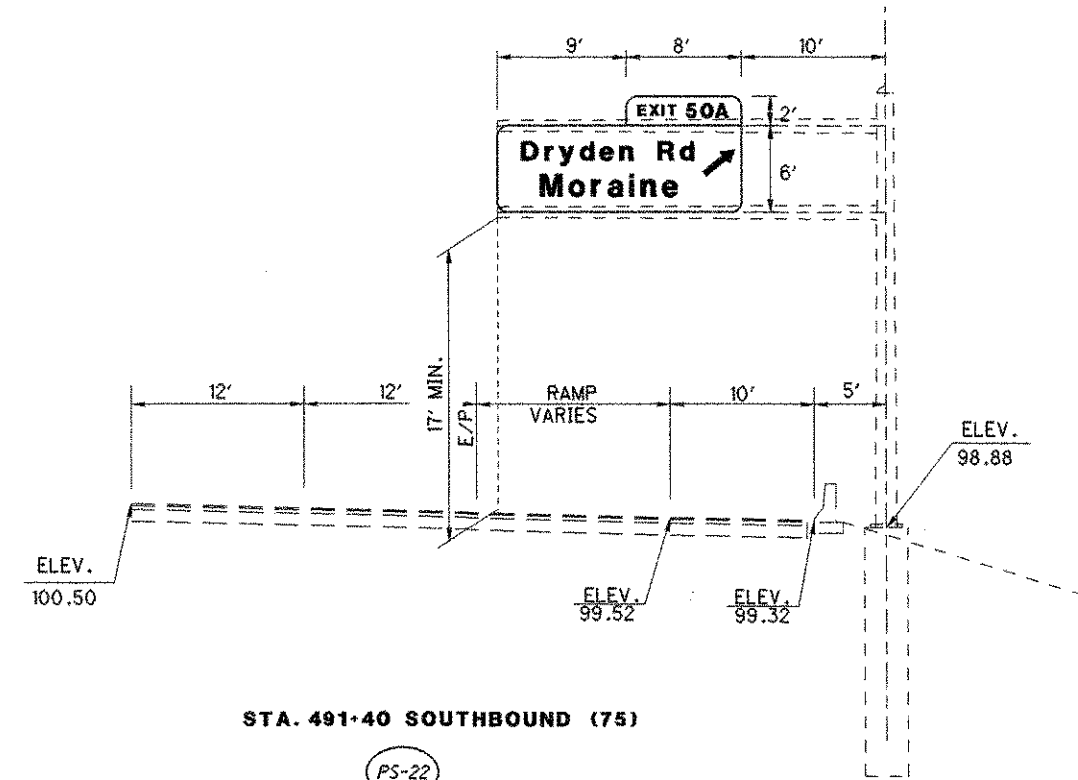 9' 8' 10'
EXIT 50A
2'
Dryden Rd
Moraine
6'
17' MIN.
E/P
12' 12' RAMP VARIES 10' 5'
ELEV.
98.88
ELEV.
100.50
ELEV.
99.52
ELEV.
99.32
STA. 491+40 SOUTHBOUND (75)
PS-22